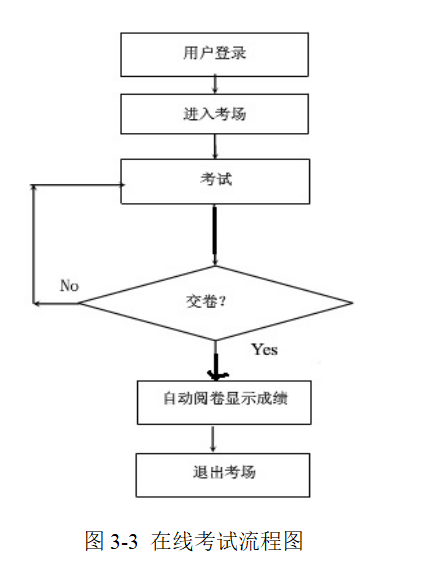 用户登录
进入考场
考试
No
交卷?
Yes
自动阅卷显示成绩
退出考场
图 3-3 在线考试流程图